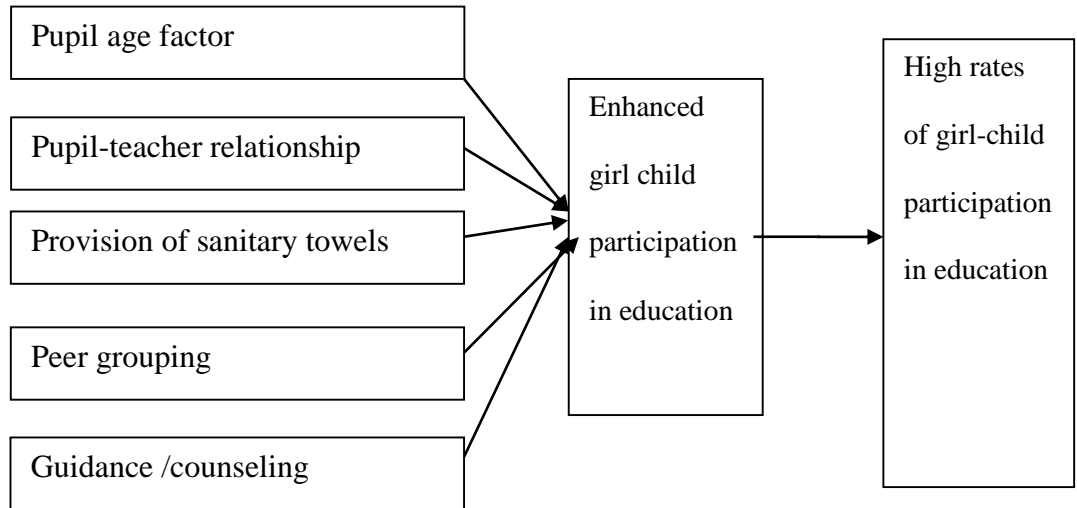 Pupil age factor
Pupil-teacher relationship
Provision of sanitary towels
Peer grouping
Guidance /counseling
Enhanced
girl child
participation
in education
High rates
of girl-child
participation
in education